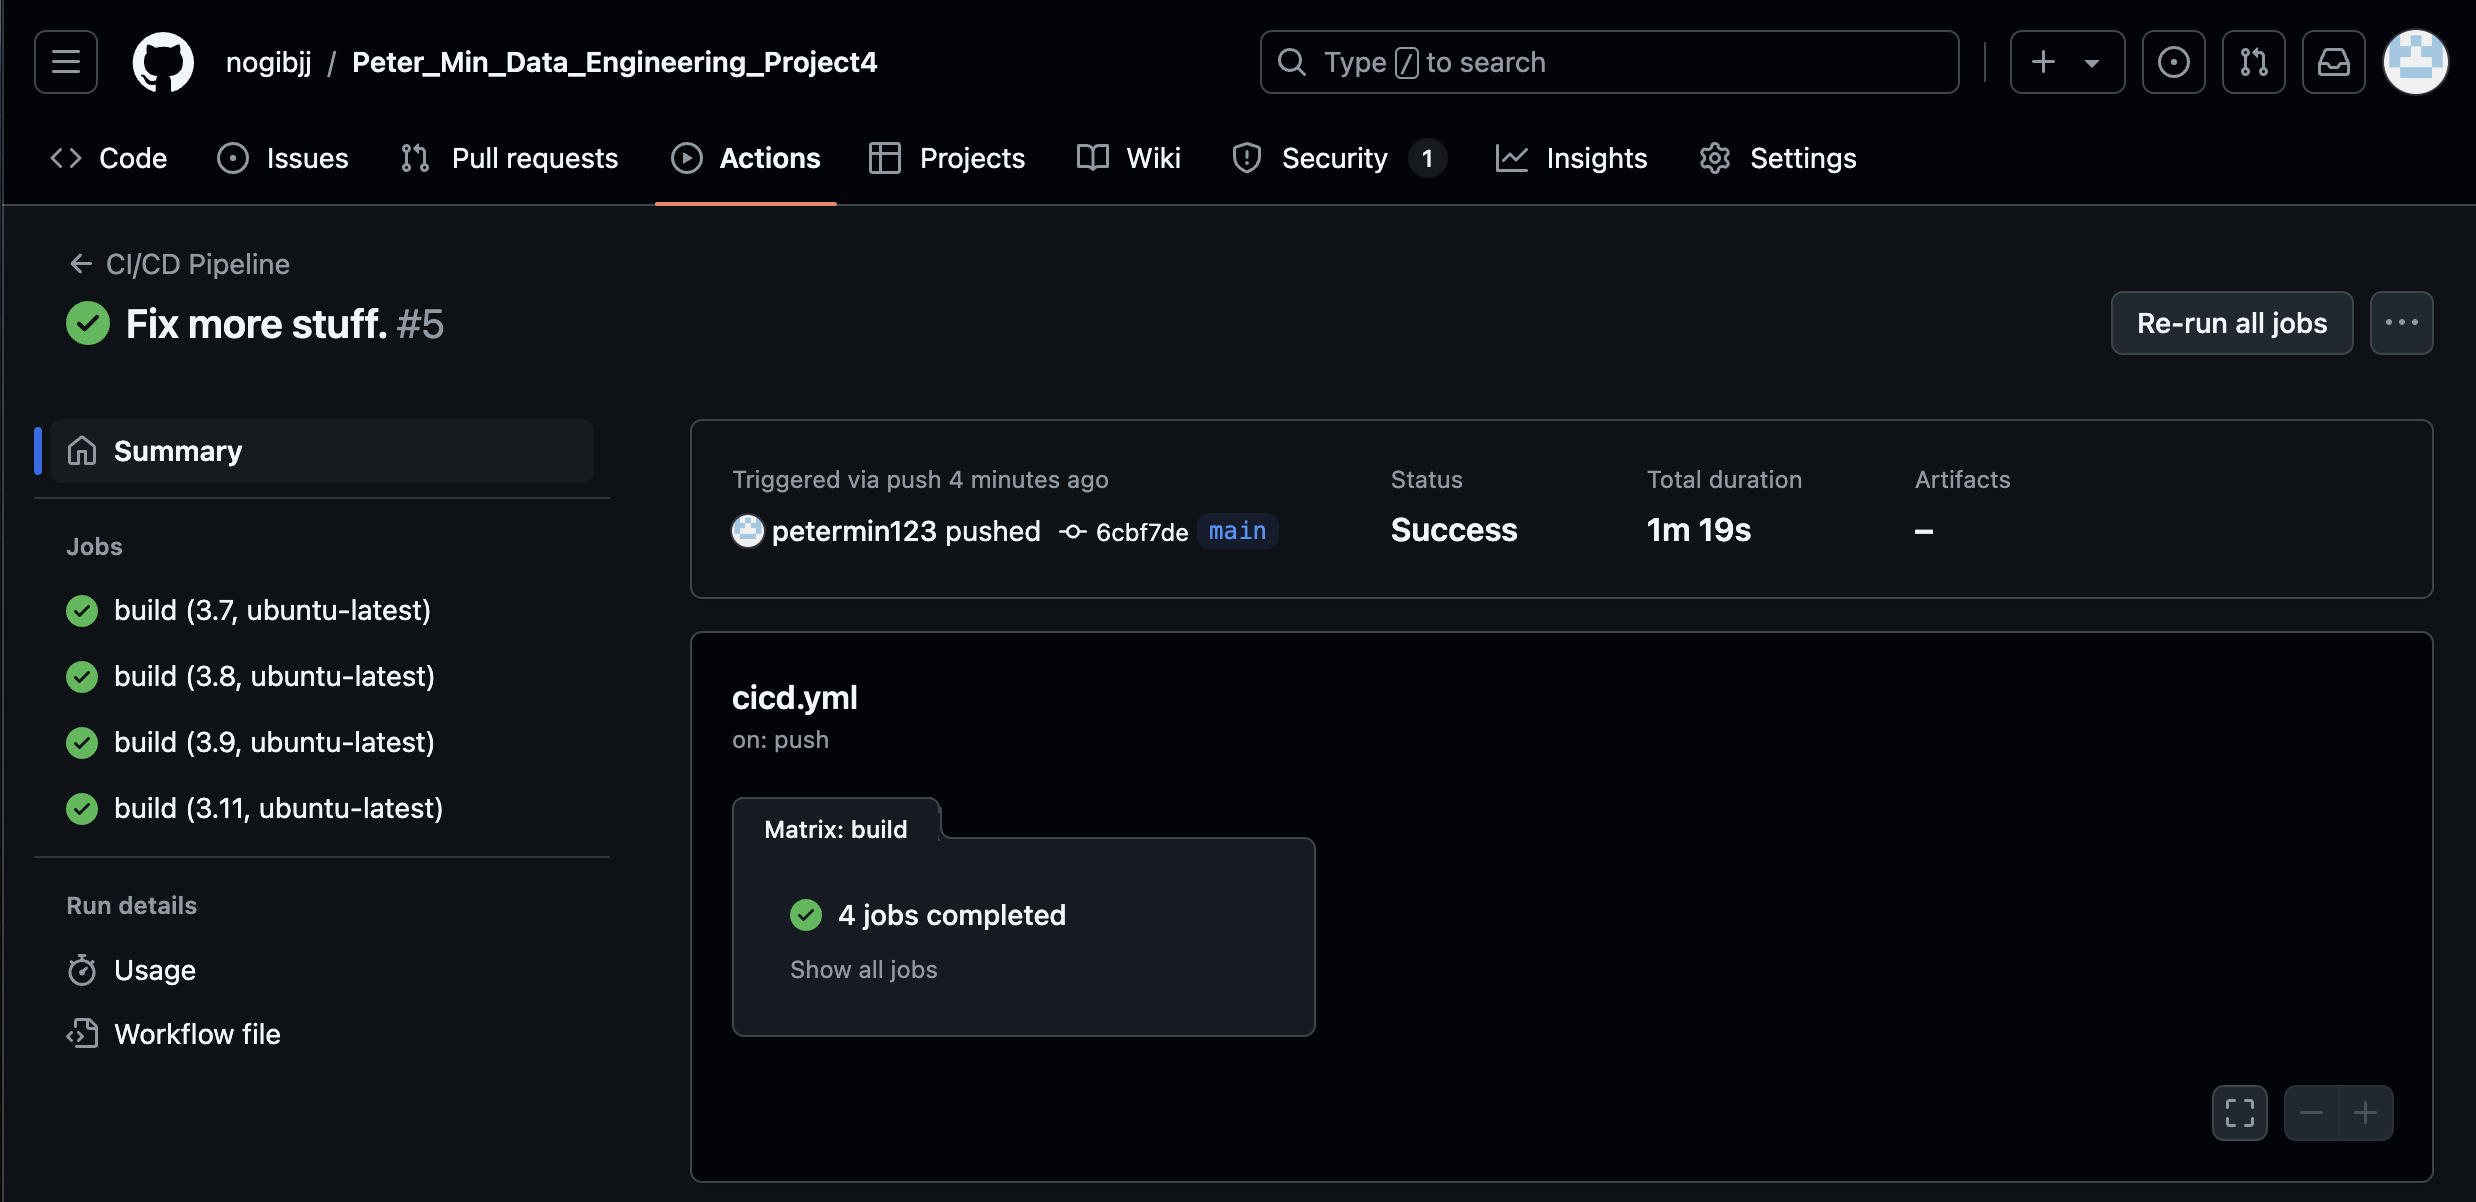 nogibjj / Peter_Min_Data_Engineering_Project4
Type / to search
Code Issues Pull requests Actions Projects Wiki Security 1 Insights Settings
CI/CD Pipeline
Fix more stuff. #5
Re-run all jobs
Summary
Jobs
build (3.7, ubuntu-latest)
build (3.8, ubuntu-latest)
build (3.9, ubuntu-latest)
build (3.11, ubuntu-latest)
Run details
Usage
Workflow file
Triggered via push 4 minutes ago
petermin123 pushed 6cbf7de main
Status
Success
Total duration
1m 19s
Artifacts
–
cicd.yml
on: push
Matrix: build
4 jobs completed
Show all jobs